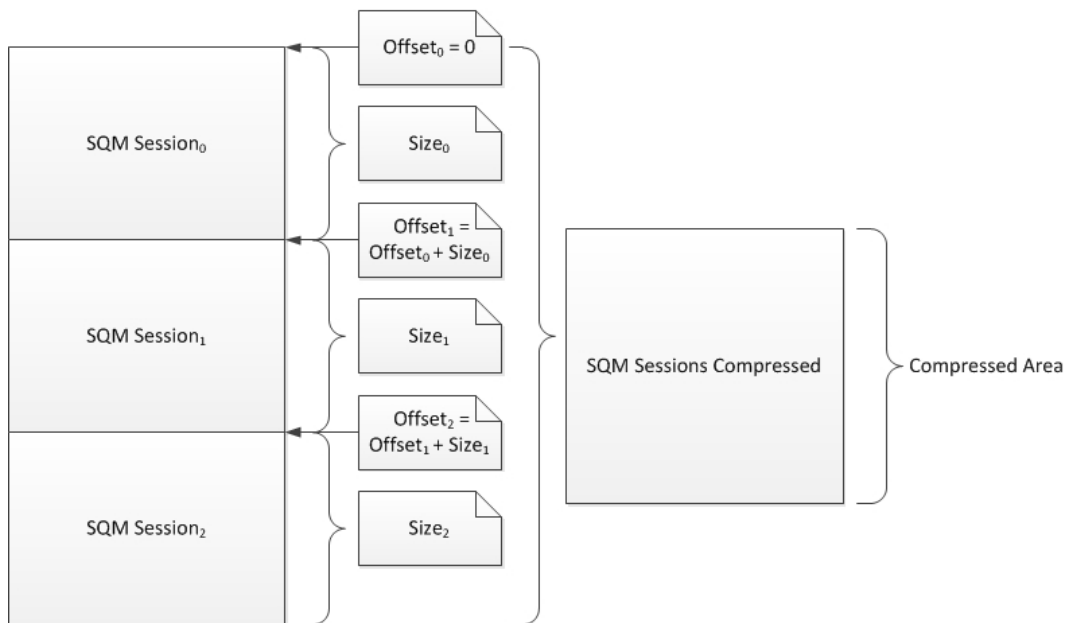 Offset₀ = 0
SQM Session₀
Size₀
Offset₁ =
Offset₀ + Size₀
SQM Session₁
Size₁
SQM Sessions Compressed
Compressed Area
Offset₂ =
Offset₁ + Size₁
SQM Session₂
Size₂